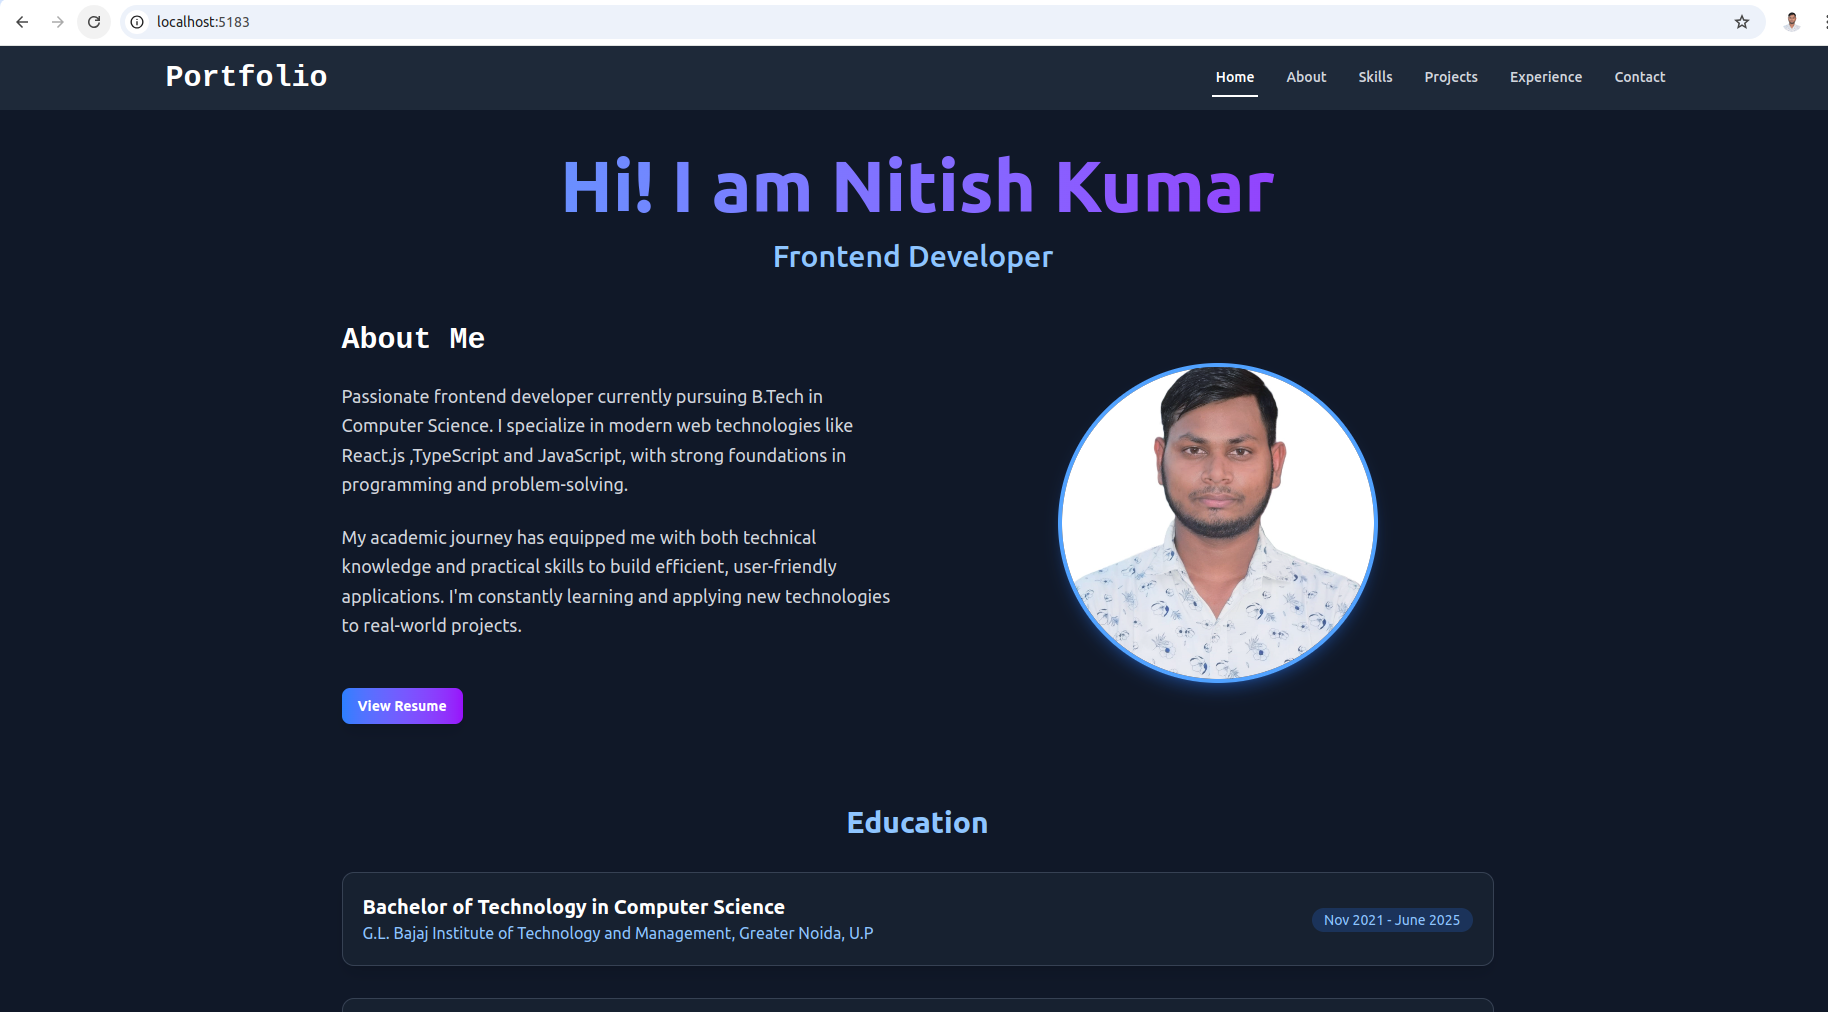 localhost:5183
Portfolio
Home About Skills Projects Experience Contact
Hi! I am Nitish Kumar
Frontend Developer
About Me
Passionate frontend developer currently pursuing B.Tech in
Computer Science. I specialize in modern web technologies like
React.js ,TypeScript and JavaScript, with strong foundations in
programming and problem-solving.
My academic journey has equipped me with both technical
knowledge and practical skills to build efficient, user-friendly
applications. I'm constantly learning and applying new technologies
to real-world projects.
View Resume
Education
Bachelor of Technology in Computer Science
G.L. Bajaj Institute of Technology and Management, Greater Noida, U.P
Nov 2021 - June 2025